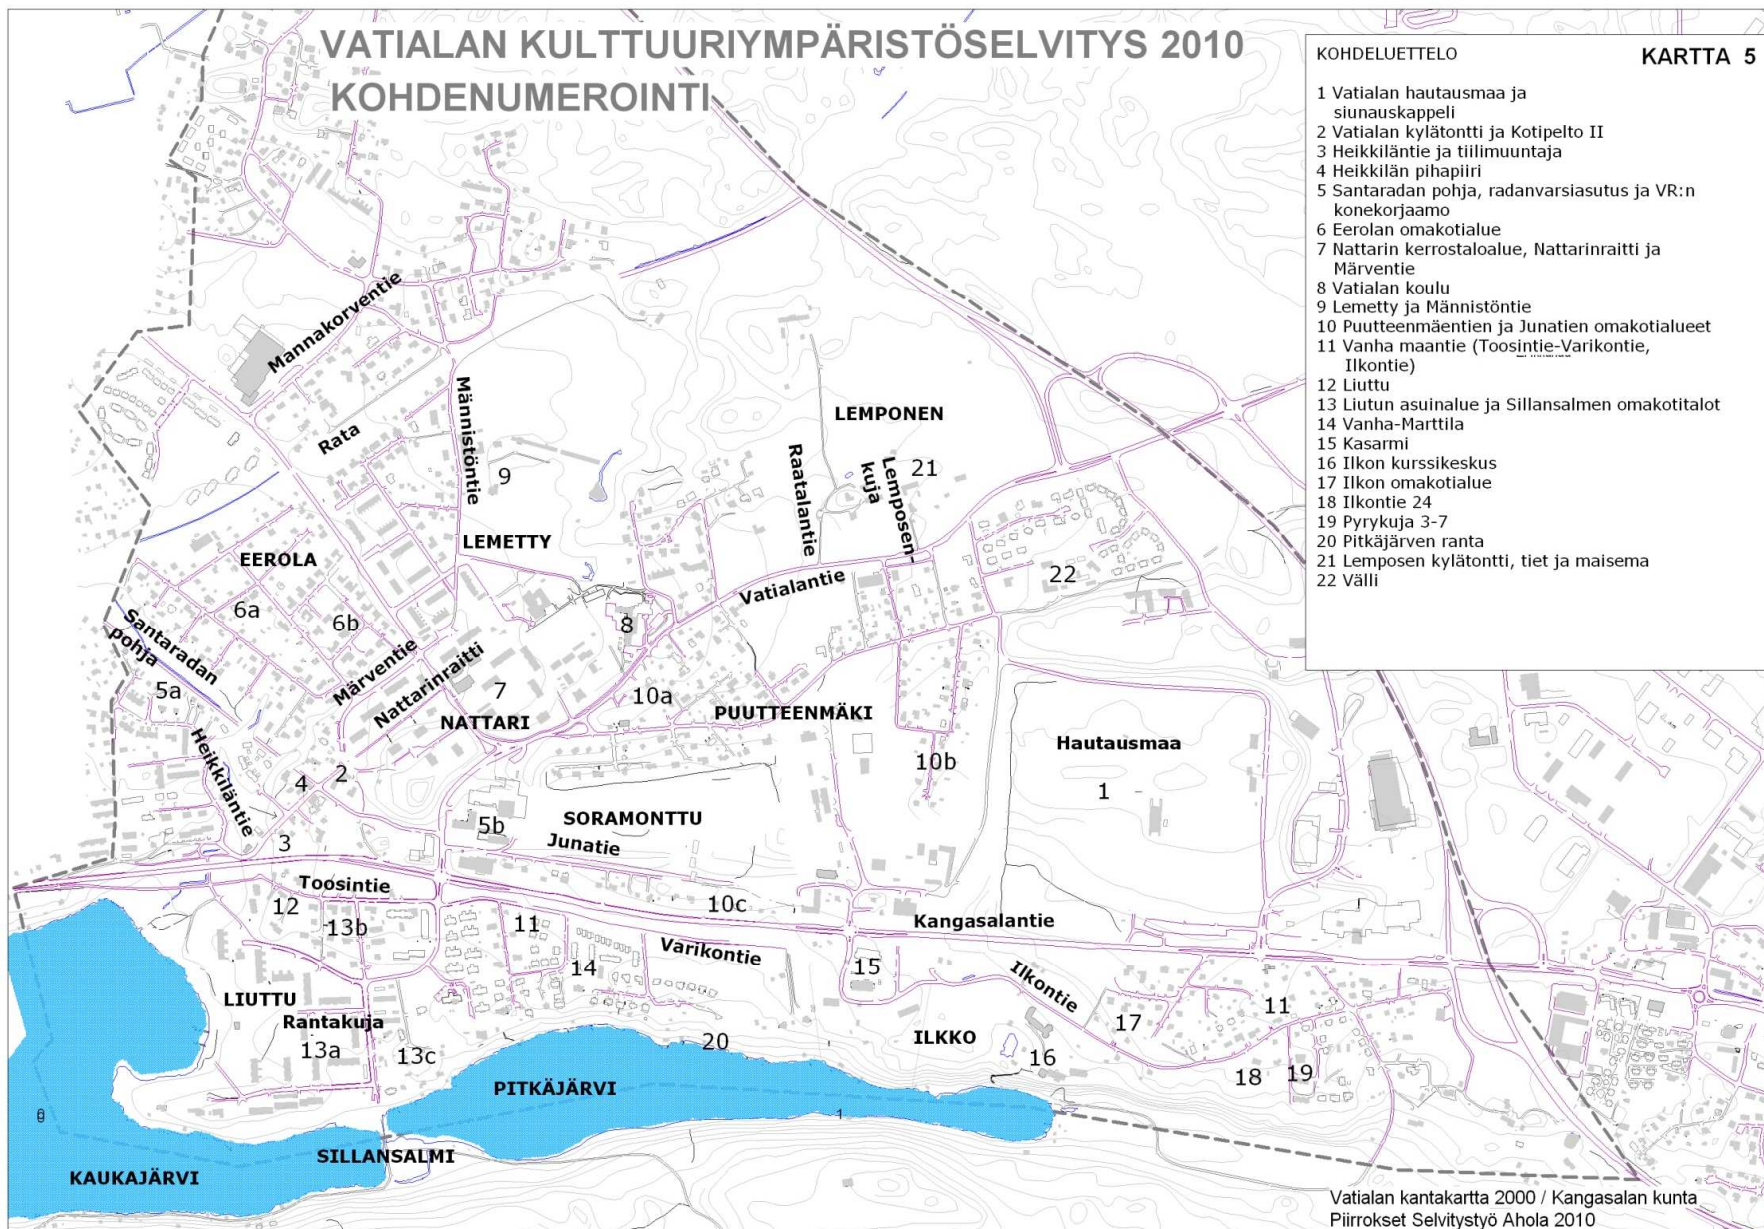 VATIALAN KULTTUURIYMPÄRISTÖSELVITYS 2010
KOHDENUMEROINTI
KOHDELUETTELO
KARTTA 5
1 Vatialan hautausmaa ja
siunauskappeli
2 Vatialan kylätontti ja Kotipelto II
3 Heikkiläntie ja tiilimuuntaja
4 Heikkilän pihapiiri
5 Santaradan pohja, radanvarsiasutus ja VR:n
konekorjaamo
6 Eerolan omakotialue
7 Nattarin kerrostaloalue, Nattarinraitti ja
Märventie
8 Vatialan koulu
9 Lemetty ja Männistöntie
10 Puutteenmäentien ja Junatien omakotialueet
11 Vanha maantie (Toosintie-Varikontie,
Ilkontie)
12 Liuttu
13 Liutun asuinalue ja Sillansalmen omakotitalot
14 Vanha-Marttila
15 Kasarmi
16 Ilkon kurssikeskus
17 Ilkon omakotialue
18 Ilkontie 24
19 Pyrykuja 3-7
20 Pitkäjärven ranta
21 Lemposen kylätontti, tiet ja maisema
22 Välli
Mannakorventie
Rata
Männistöntie
9
LEMETTY
LEMPONEN
Raatalantie
Lemposen-
kuja
21
EEROLA
6a
6b
Santaradan
pohja
5a
Märventie
Nattarinraitti
7
NATTARI
8
Vatialantie
22
10a
PUUTTEENMÄKI
10b
Hautausmaa
1
Heikkiläntie
4
2
3
5b
SORAMONTTU
Junatie
Toosintie
12
13b
11
10c
Kangasalantie
Varikontie
14
15
Ilkontie
11
17
LIUTTU
Rantakuja
13a
13c
20
ILKKO
16
18
19
PITKÄJÄRVI
1
SILLANSALMI
KAUKAJÄRVI
Vatialan kantakartta 2000 / Kangasalan kunta
Piirrokset Selvitystyö Ahola 2010